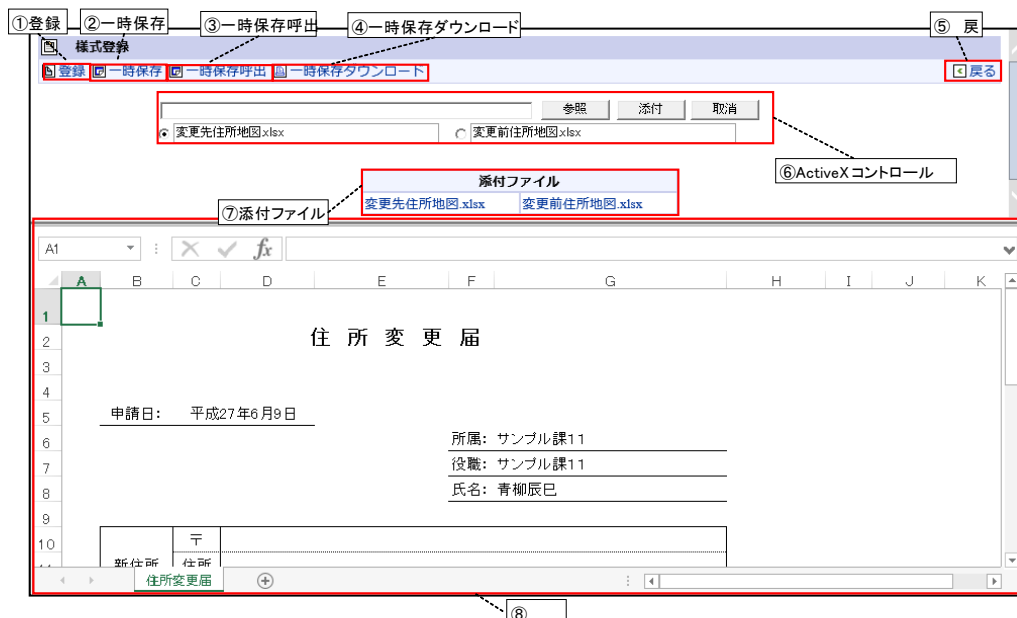 ①登録 ②一時保存 ③一時保存呼出 ④一時保存ダウンロード ⑤ 戻
様式登録
登録 一時保存 一時保存呼出 一時保存ダウンロード 戻る
参照 添付 取消
変更先住所地図.xlsx 変更前住所地図.xlsx
⑥ActiveXコントロール
添付ファイル
変更先住所地図.xlsx 変更前住所地図.xlsx
⑦添付ファイル
A1 fx
A B C D E F G H I J K
1
2 住所変更届
3
4
5 申請日： 平成27年6月9日
6 所属：サンプル課11
7 役職：サンプル課11
8 氏名：青柳辰巳
9
10 〒
新住所 住所
住所変更届
⑧